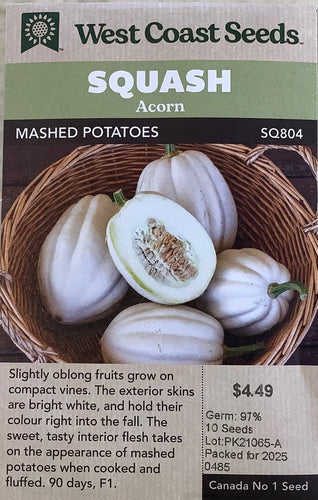 West Coast Seeds™
SQUASH
Acorn
MASHED POTATOES SQ804
Slightly oblong fruits grow on
compact vines. The exterior skins
are bright white, and hold their
colour right into the fall. The
sweet, tasty interior flesh takes
on the appearance of mashed
potatoes when cooked and
fluffed. 90 days, F1.
$4.49
Germ: 97%
10 Seeds
Lot:PK21065-A
Packed for 2025
0485
Canada No 1 Seed